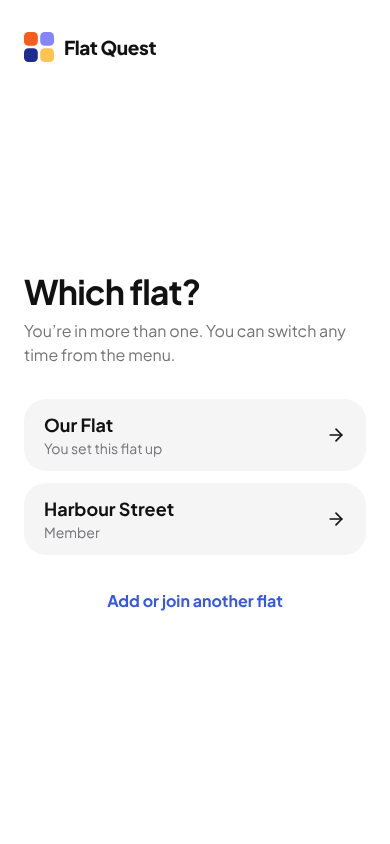 Flat Quest
Which flat?
You’re in more than one. You can switch any
time from the menu.
Our Flat
You set this flat up
Harbour Street
Member
Add or join another flat